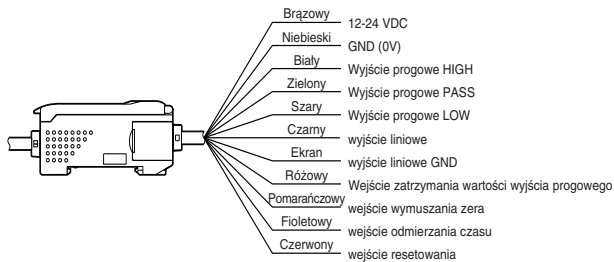 Brązowy 12-24 VDC
Niebieski GND (0V)
Biały Wyjście progowe HIGH
Zielony Wyjście progowe PASS
Szary Wyjście progowe LOW
Czarny wyjście liniowe
Ekran wyjście liniowe GND
Różowy Wejście zatrzymania wartości wyjścia progowego
Pomarańczowy wejście wymuszania zera
Fioletowy wejście odmierzania czasu
Czerwony wejście resetowania